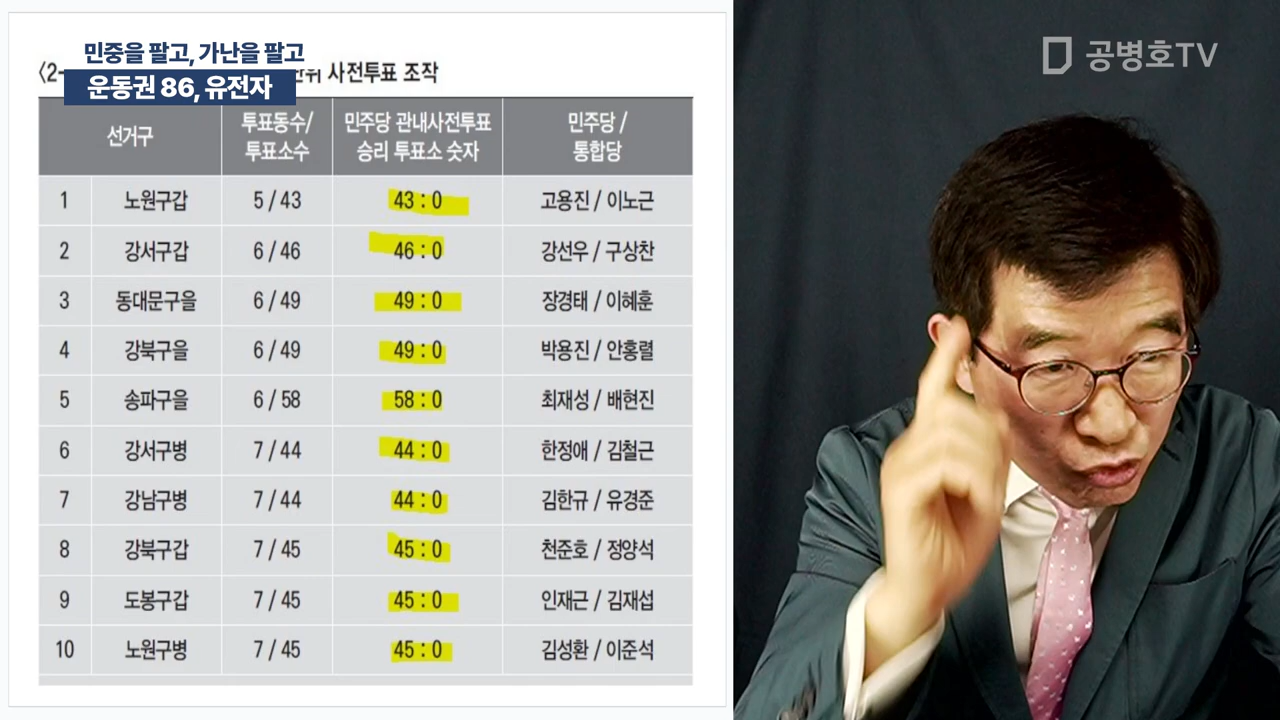 민중을 팔고, 가난을 팔고
운동권 86, 유전자
〈2-
위 사전투표 조작
공병호TV
선거구
투표동수/
투표소수
민주당 관내사전투표
승리 투표소 숫자
민주당 /
통합당
1 노원구갑 5 / 43 43 : 0 고용진 / 이노근
2 강서구갑 6 / 46 46 : 0 강선우 / 구상찬
3 동대문구을 6 / 49 49 : 0 장경태 / 이혜훈
4 강북구을 6 / 49 49 : 0 박용진 / 안홍렬
5 송파구을 6 / 58 58 : 0 최재성 / 배현진
6 강서구병 7 / 44 44 : 0 한정애 / 김철근
7 강남구병 7 / 44 44 : 0 김한규 / 유경준
8 강북구갑 7 / 45 45 : 0 천준호 / 정양석
9 도봉구갑 7 / 45 45 : 0 인재근 / 김재섭
10 노원구병 7 / 45 45 : 0 김성환 / 이준석